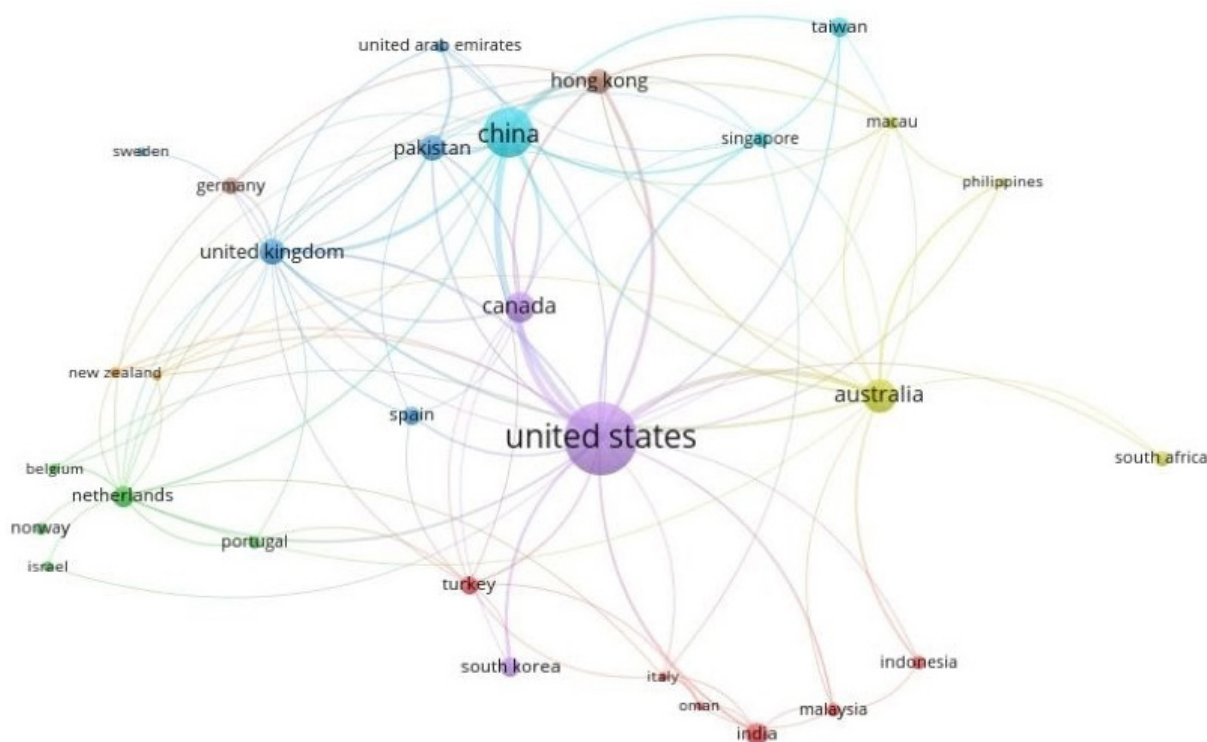 taiwan
united arab emirates
hong kong
macau
china
singapore
pakistan
sweden
philippines
germany
united kingdom
canada
new zealand
australia
spain
united states
south africa
belgium
netherlands
norway
portugal
israel
turkey
indonesia
south korea
italy
oman
malaysia
india